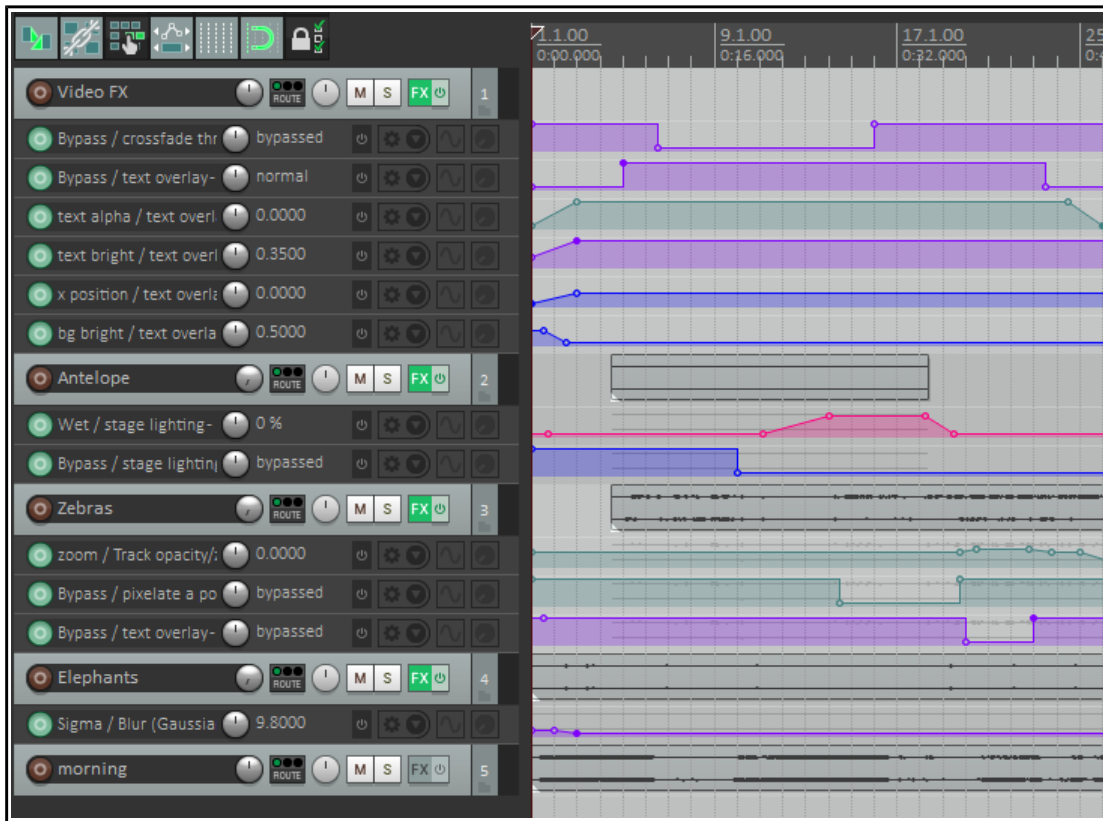 1.1.00 9.1.00 17.1.00 25
0:00.000 0:16.000 0:32.000 0:4
Video FX ROUTE M S FX 1
Bypass / crossfade thr bypassed
Bypass / text overlay- normal
text alpha / text overl 0.0000
text bright / text overl 0.3500
x position / text overla 0.0000
bg bright / text overla 0.5000
Antelope ROUTE M S FX 2
Wet / stage lighting- 0 %
Bypass / stage lighting bypassed
Zebras ROUTE M S FX 3
zoom / Track opacity/z 0.0000
Bypass / pixelate a po bypassed
Bypass / text overlay- bypassed
Elephants ROUTE M S FX 4
Sigma / Blur (Gaussia 9.8000
morning ROUTE M S FX 5